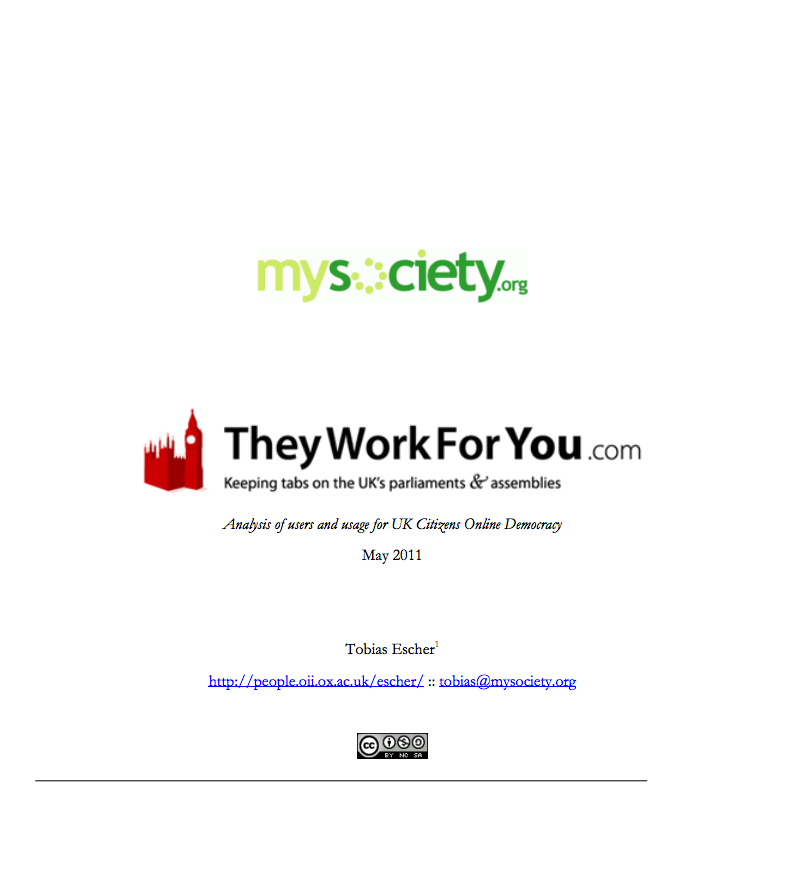 mysociety.org
TheyWorkForYou.com
Keeping tabs on the UK's parliaments & assemblies
Analysis of users and usage for UK Citizens Online Democracy
May 2011
Tobias Escher1
http://people.oii.ox.ac.uk/escher/ :: tobias@mysociety.org
cc BY NC SA